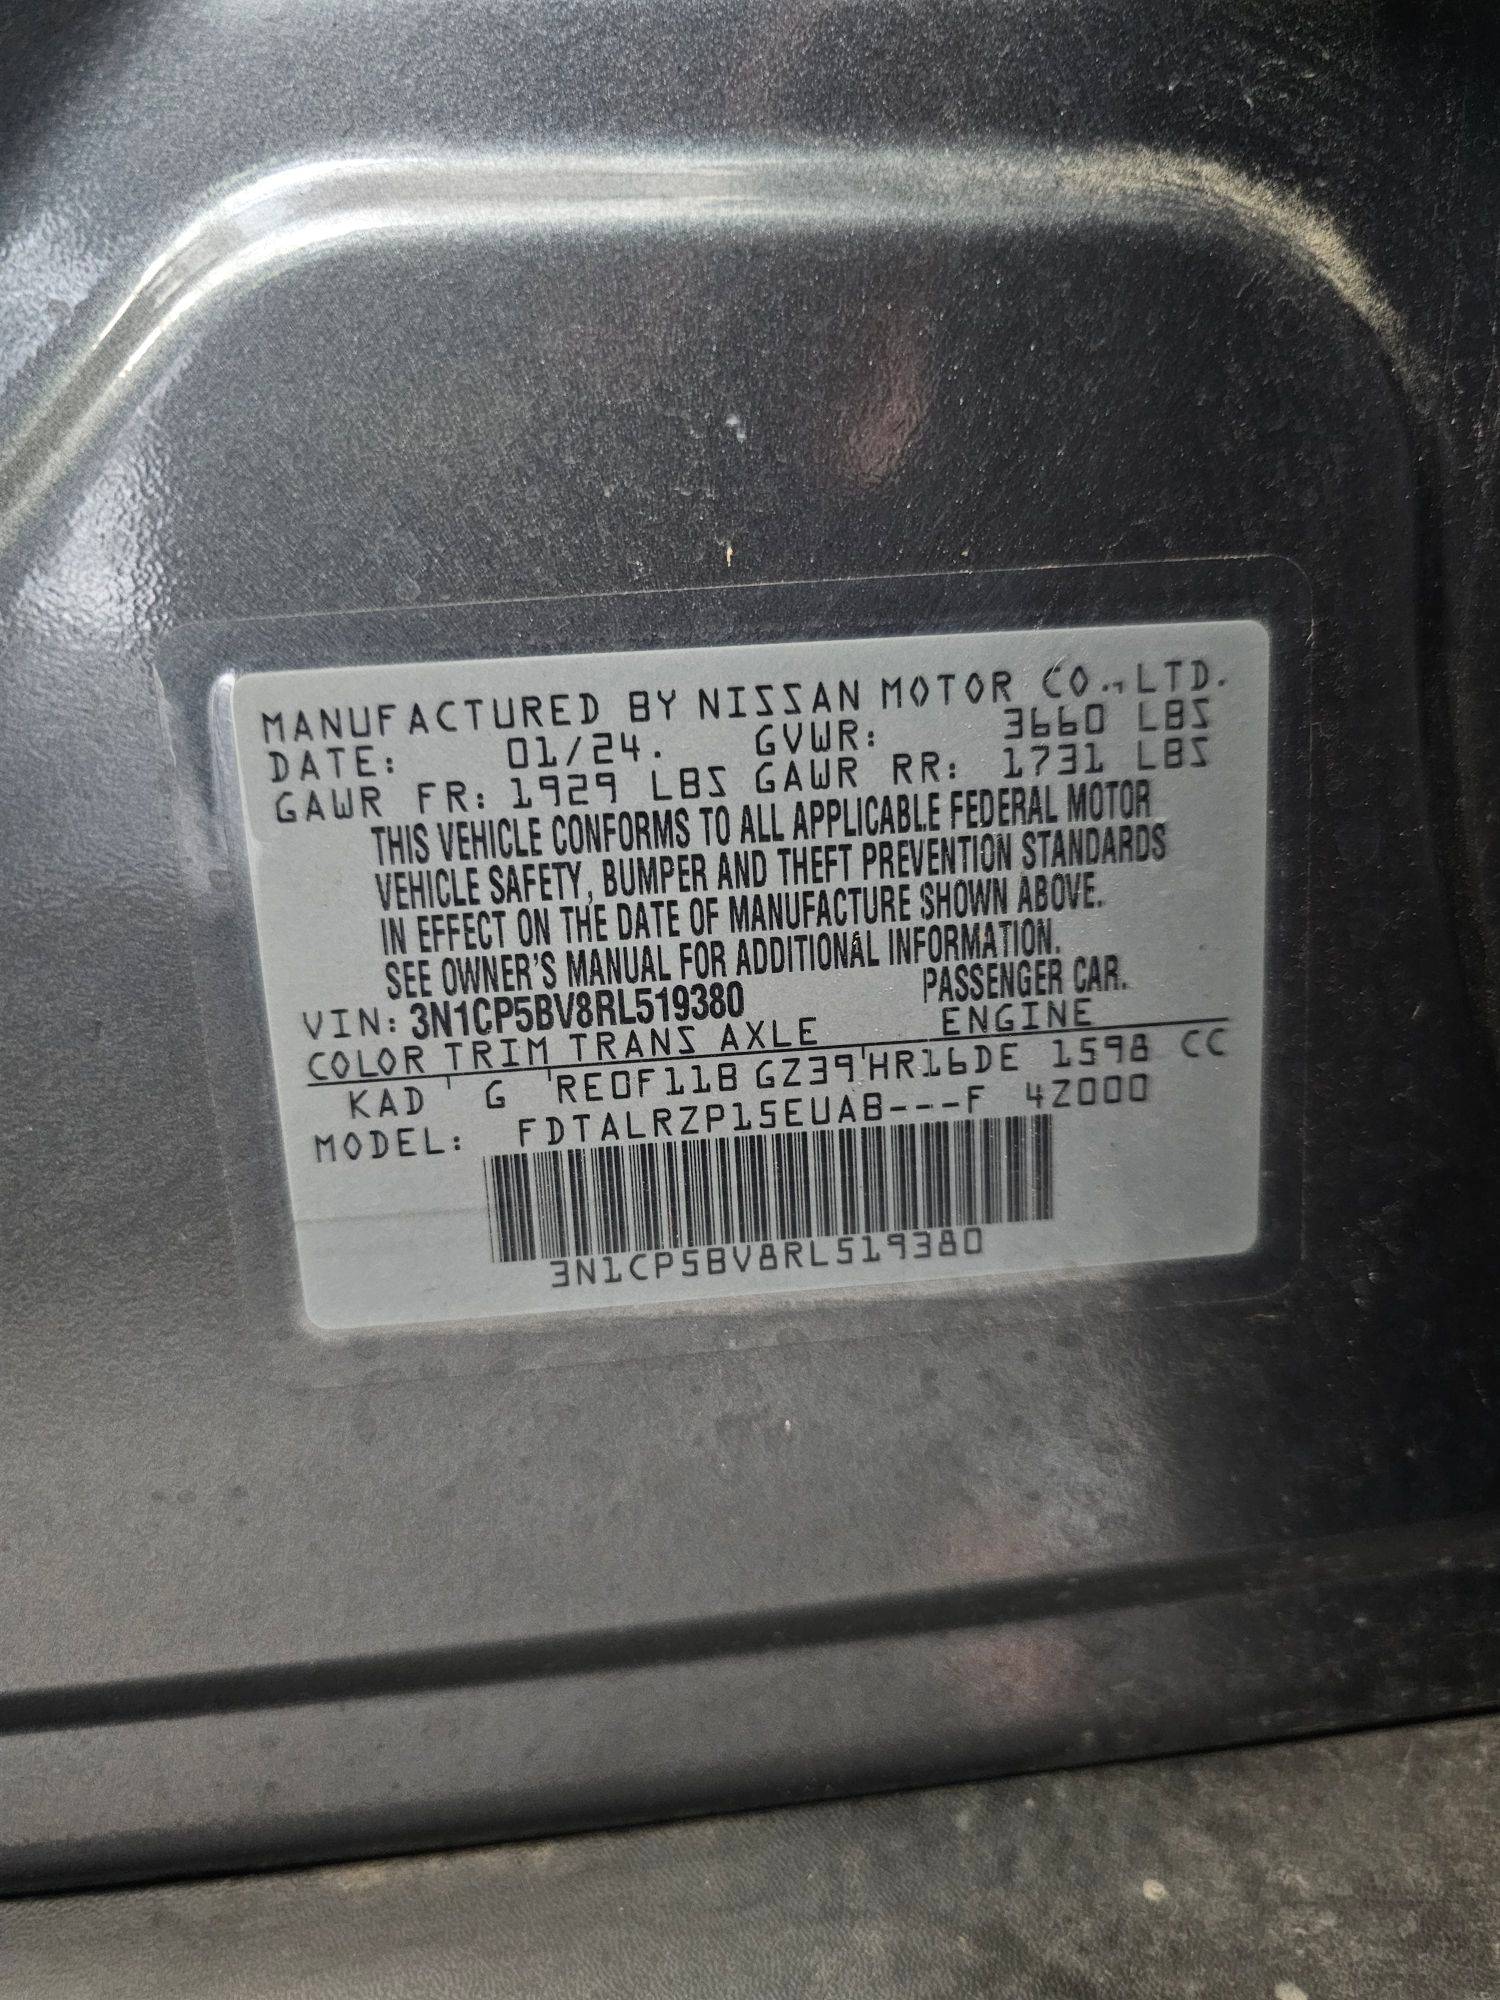 MANUFACTURED BY NISSAN MOTOR CO.,LTD.
DATE: 01/24. GVWR: 3660 LBS
GAWR FR: 1929 LBS GAWR RR: 1731 LBS
THIS VEHICLE CONFORMS TO ALL APPLICABLE FEDERAL MOTOR
VEHICLE SAFETY, BUMPER AND THEFT PREVENTION STANDARDS
IN EFFECT ON THE DATE OF MANUFACTURE SHOWN ABOVE.
SEE OWNER'S MANUAL FOR ADDITIONAL INFORMATION.
VIN: 3N1CP5BV8RL519380 PASSENGER CAR.
COLOR TRIM TRANS AXLE ENGINE
KAD G RE0F11B GZ39 HR16DE 1598 CC
MODEL: FDTALRZP15EUAB---F 4Z000
3N1CP5BV8RL519380